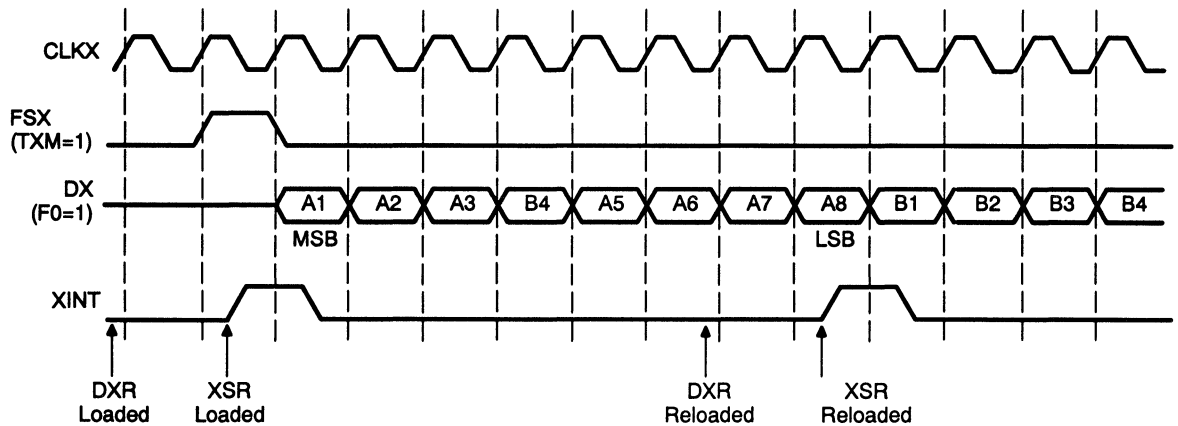 CLKX
FSX
(TXM=1)
DX
(F0=1)
A1 A2 A3 B4 A5 A6 A7 A8 B1 B2 B3 B4
MSB LSB
XINT
DXR
Loaded
XSR
Loaded
DXR
Reloaded
XSR
Reloaded